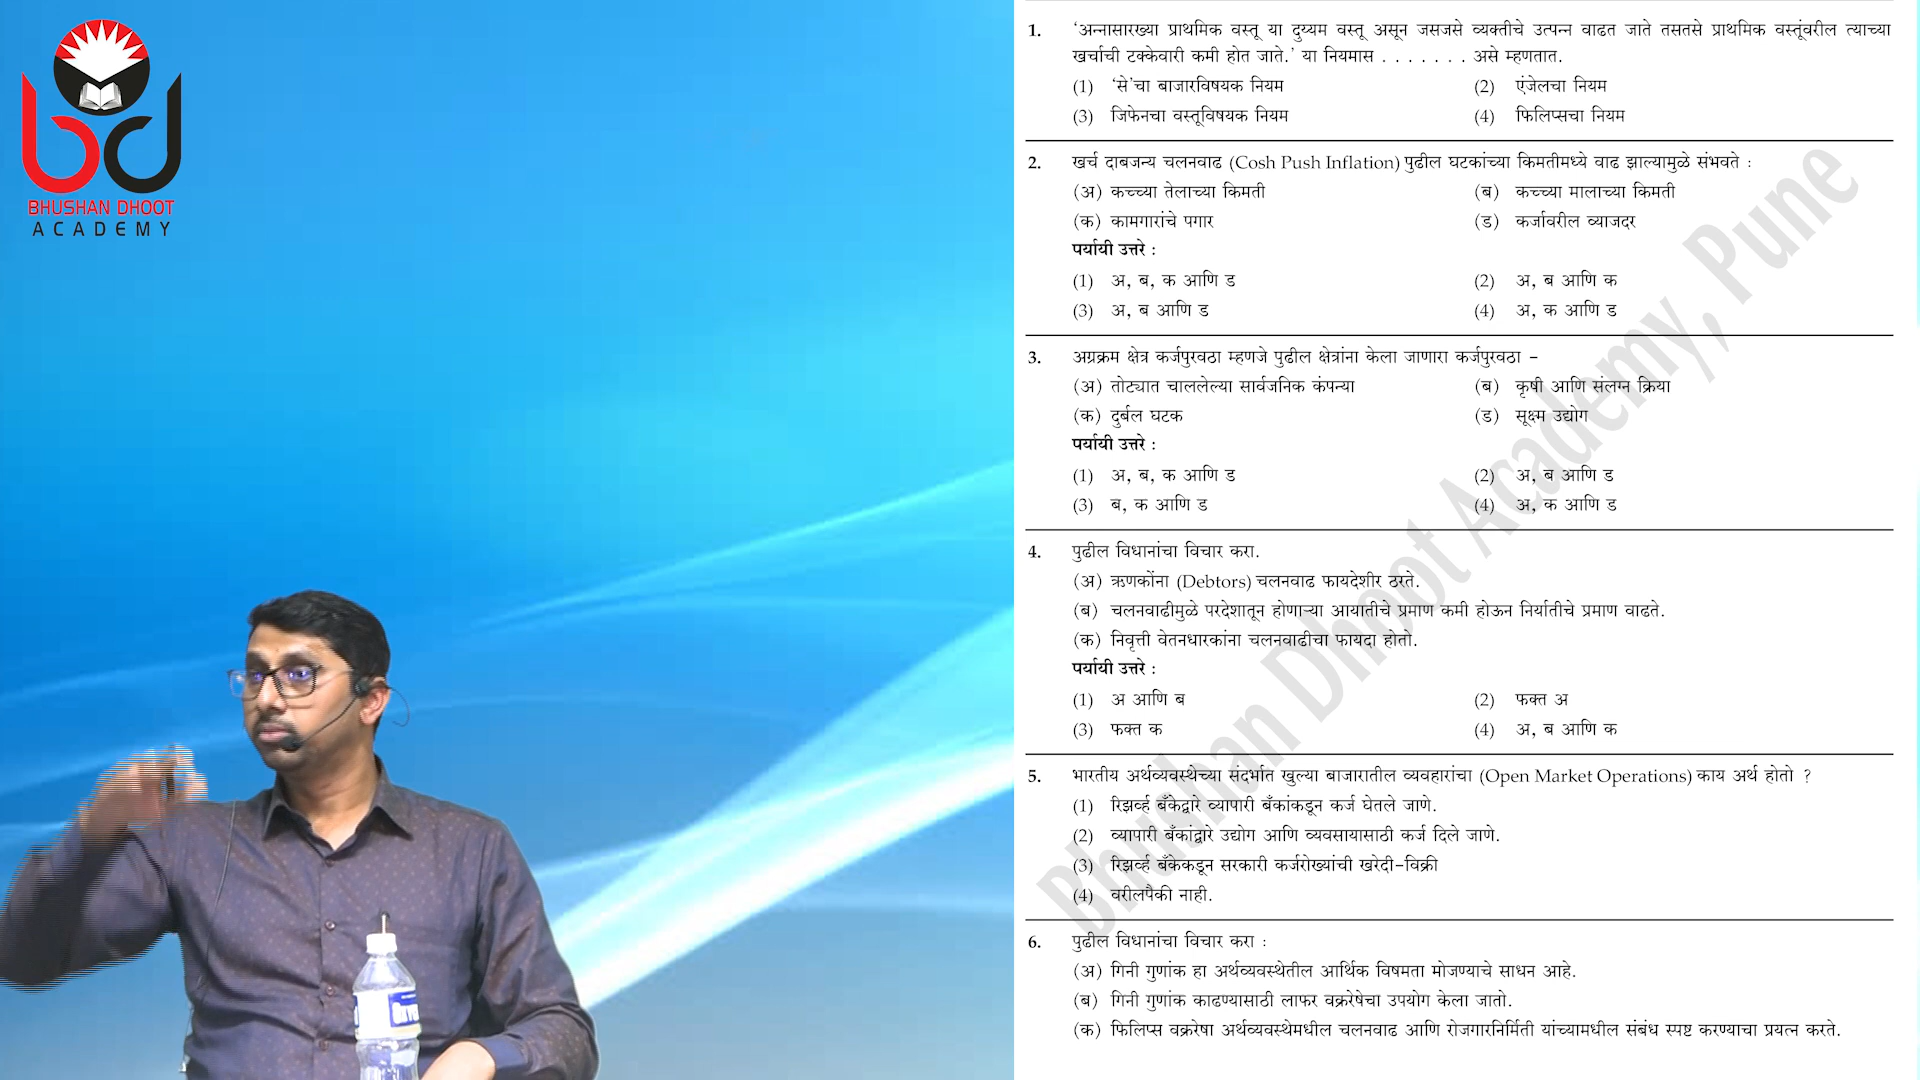 BHUSHAN DHOOT
ACADEMY
1. ‘अन्नासारख्या प्राथमिक वस्तू या दुय्यम वस्तू असून जसजसे व्यक्तीचे उत्पन्न वाढत जाते तसतसे प्राथमिक वस्तूंवरील त्याच्या
खर्चाची टक्केवारी कमी होत जाते.’ या नियमास . . . . . . . असे म्हणतात.
(1) ‘से’चा बाजारविषयक नियम (2) एंजेलचा नियम
(3) जिफेनचा वस्तूविषयक नियम (4) फिलिप्सचा नियम
2. खर्च दाबजन्य चलनवाढ (Cosh Push Inflation) पुढील घटकांच्या किमतीमध्ये वाढ झाल्यामुळे संभवते :
(अ) कच्च्या तेलाच्या किमती (ब) कच्च्या मालाच्या किमती
(क) कामगारांचे पगार (ड) कर्जावरील व्याजदर
पर्यायी उत्तरे :
(1) अ, ब, क आणि ड (2) अ, ब आणि क
(3) अ, ब आणि ड (4) अ, क आणि ड
3. अग्रक्रम क्षेत्र कर्जपुरवठा म्हणजे पुढील क्षेत्रांना केला जाणारा कर्जपुरवठा –
(अ) तोट्यात चाललेल्या सार्वजनिक कंपन्या (ब) कृषी आणि संलग्न क्रिया
(क) दुर्बल घटक (ड) सूक्ष्म उद्योग
पर्यायी उत्तरे :
(1) अ, ब, क आणि ड (2) अ, ब आणि ड
(3) ब, क आणि ड (4) अ, क आणि ड
4. पुढील विधानांचा विचार करा.
(अ) ऋणकोंना (Debtors) चलनवाढ फायदेशीर ठरते.
(ब) चलनवाढीमुळे परदेशातून होणाऱ्या आयातीचे प्रमाण कमी होऊन निर्यातीचे प्रमाण वाढते.
(क) निवृत्ती वेतनधारकांना चलनवाढीचा फायदा होतो.
पर्यायी उत्तरे :
(1) अ आणि ब (2) फक्त अ
(3) फक्त क (4) अ, ब आणि क
5. भारतीय अर्थव्यवस्थेच्या संदर्भात खुल्या बाजारातील व्यवहारांचा (Open Market Operations) काय अर्थ होतो ?
(1) रिझर्व्ह बँकेद्वारे व्यापारी बँकांकडून कर्ज घेतले जाणे.
(2) व्यापारी बँकांद्वारे उद्योग आणि व्यवसायासाठी कर्ज दिले जाणे.
(3) रिझर्व्ह बँकेकडून सरकारी कर्जरोख्यांची खरेदी-विक्री
(4) वरीलपैकी नाही.
6. पुढील विधानांचा विचार करा :
(अ) गिनी गुणांक हा अर्थव्यवस्थेतील आर्थिक विषमता मोजण्याचे साधन आहे.
(ब) गिनी गुणांक काढण्यासाठी लाफर वक्ररेषेचा उपयोग केला जातो.
(क) फिलिप्स वक्ररेषा अर्थव्यवस्थेमधील चलनवाढ आणि रोजगारनिर्मिती यांच्यामधील संबंध स्पष्ट करण्याचा प्रयत्न करते.
Bhushan Dhoot Academy, Pune